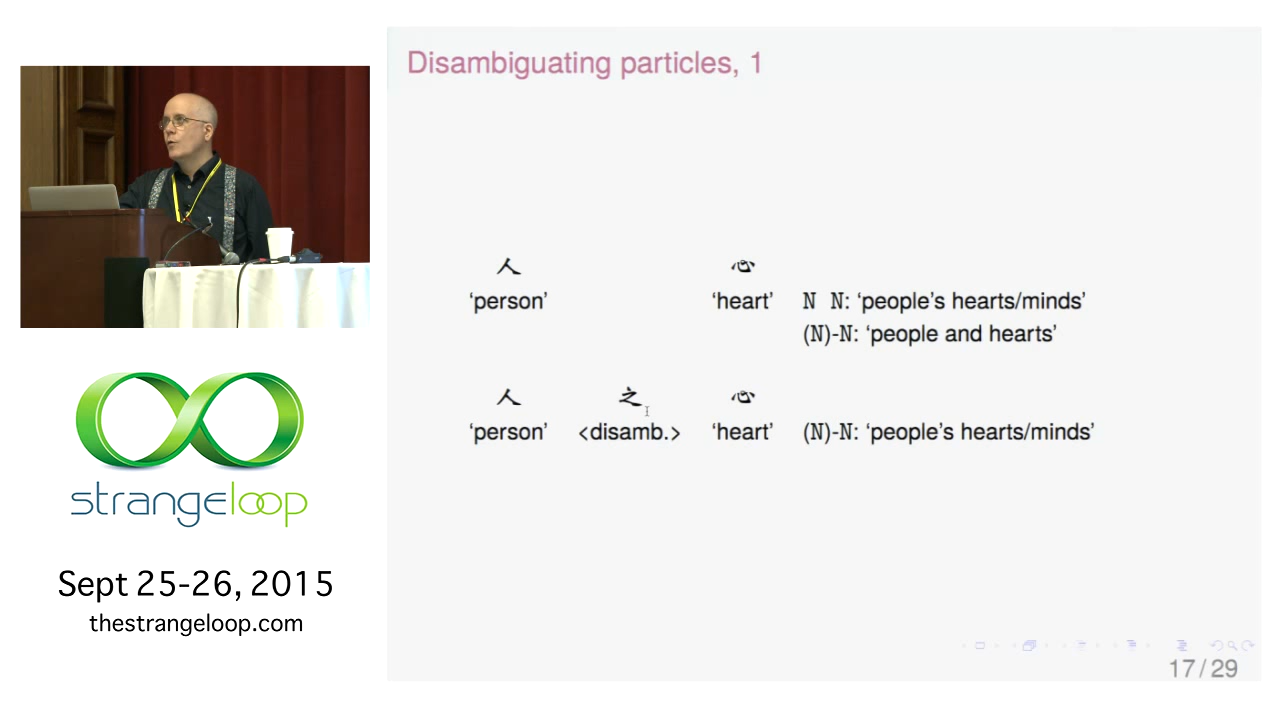 Disambiguating particles, 1
人 心
‘person’ ‘heart’ N N: ‘people’s hearts/minds’
(N)-N: ‘people and hearts’
人 之 心
‘person’ <disamb.> ‘heart’ (N)-N: ‘people’s hearts/minds’
17/29
strangeloop
Sept 25-26, 2015
thestrangeloop.com